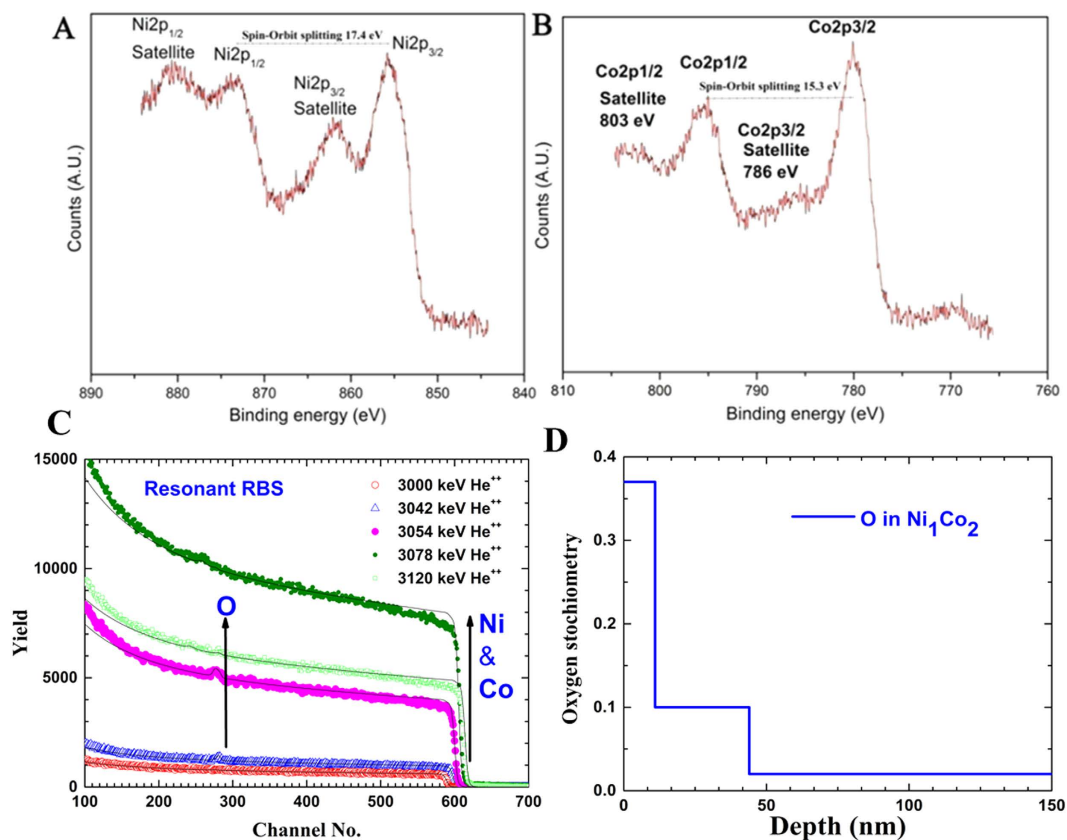 A
Ni2p1/2
Satellite
Ni2p1/2
Spin-Orbit splitting 17.4 eV
Ni2p3/2
Ni2p3/2
Satellite
Counts (A.U.)
890 880 870 860 850 840
Binding energy (eV)
B
Co2p3/2
Co2p1/2
Co2p1/2
Satellite
803 eV
Spin-Orbit splitting 15.3 eV
Co2p3/2
Satellite
786 eV
Counts (A.U.)
810 800 790 780 770 760
Binding energy (eV)
C
15000
10000
5000
0
Yield
Resonant RBS
3000 keV He++
3042 keV He++
3054 keV He++
3078 keV He++
3120 keV He++
O
Ni
&
Co
100 200 300 400 500 600 700
Channel No.
D
0.4
0.3
0.2
0.1
0.0
Oxygen stochiometry
O in Ni1Co2
0 50 100 150
Depth (nm)